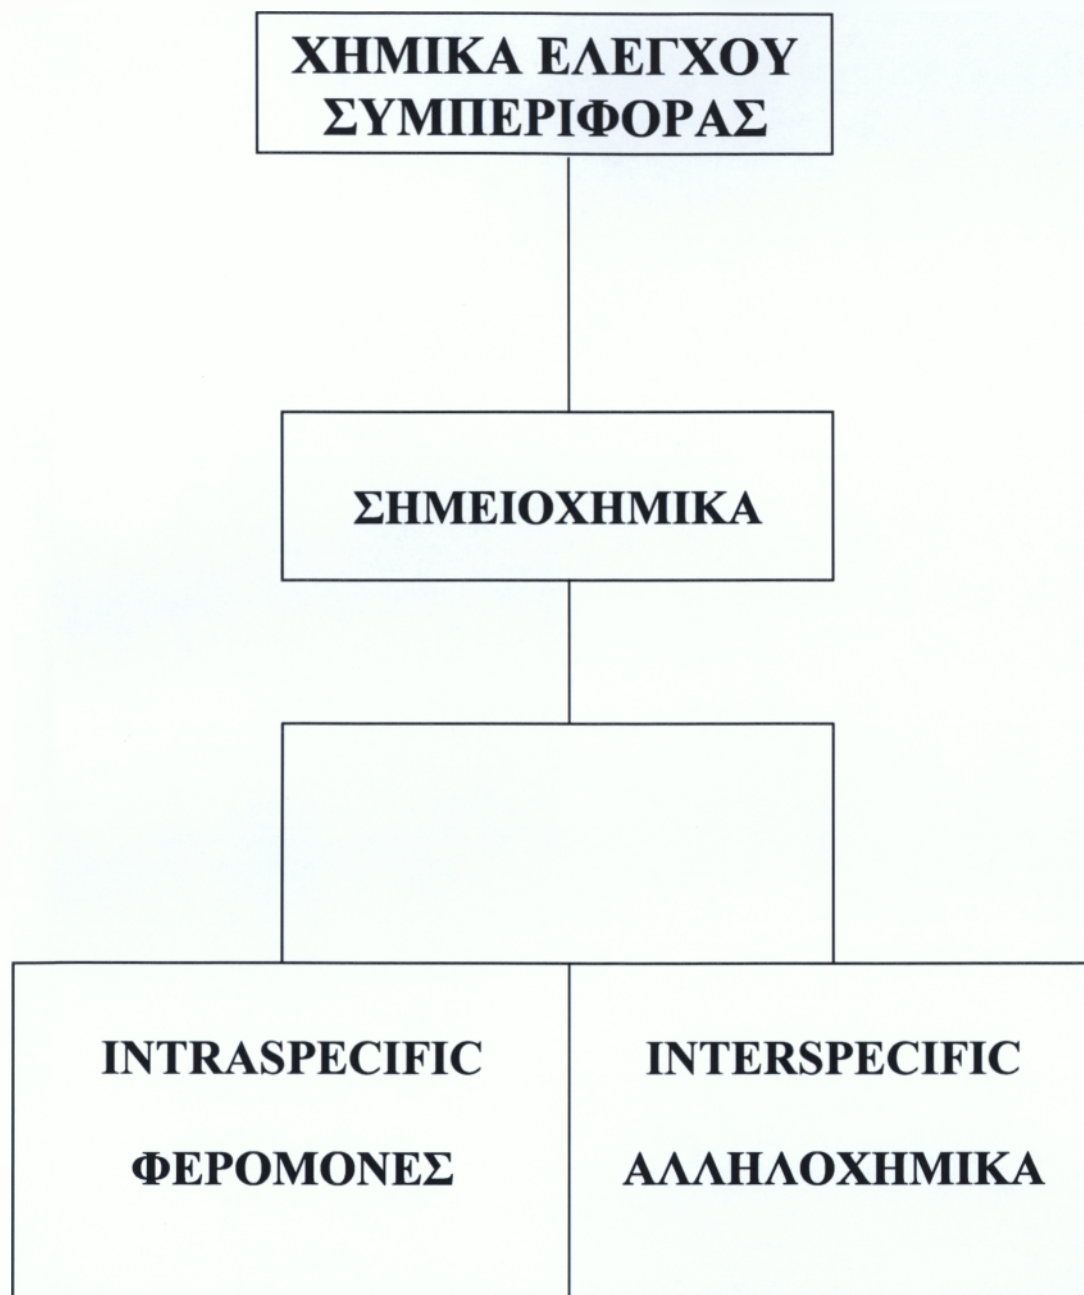 ΧΗΜΙΚΑ ΕΛΕΓΧΟΥ
ΣΥΜΠΕΡΙΦΟΡΑΣ
ΣΗΜΕΙΟΧΗΜΙΚΑ
INTRASPECIFIC
ΦΕΡΟΜΟΝΕΣ
INTERSPECIFIC
ΑΛΛΗΛΟΧΗΜΙΚΑ